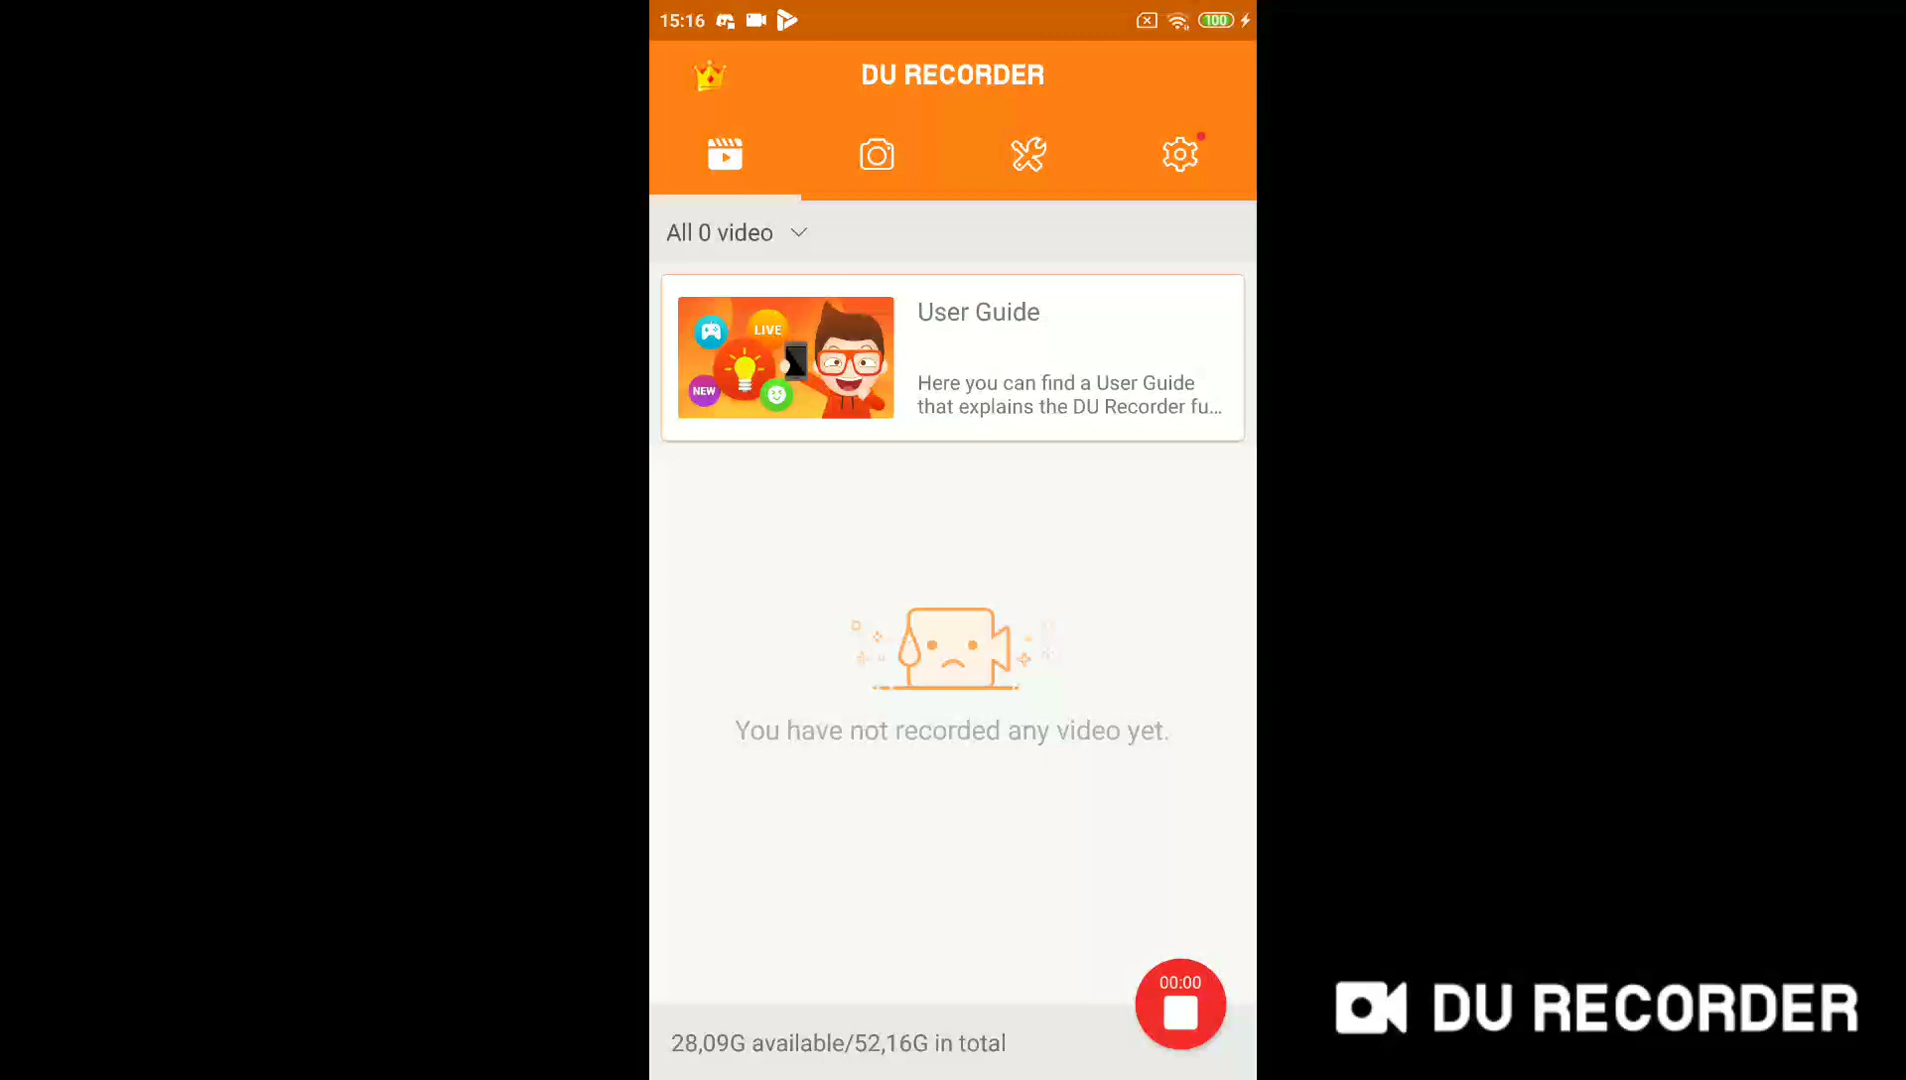 15:16
100
DU RECORDER
All 0 video
LIVE
NEW
User Guide
Here you can find a User Guide
that explains the DU Recorder fu...
You have not recorded any video yet.
00:00
28,09G available/52,16G in total
DU RECORDER